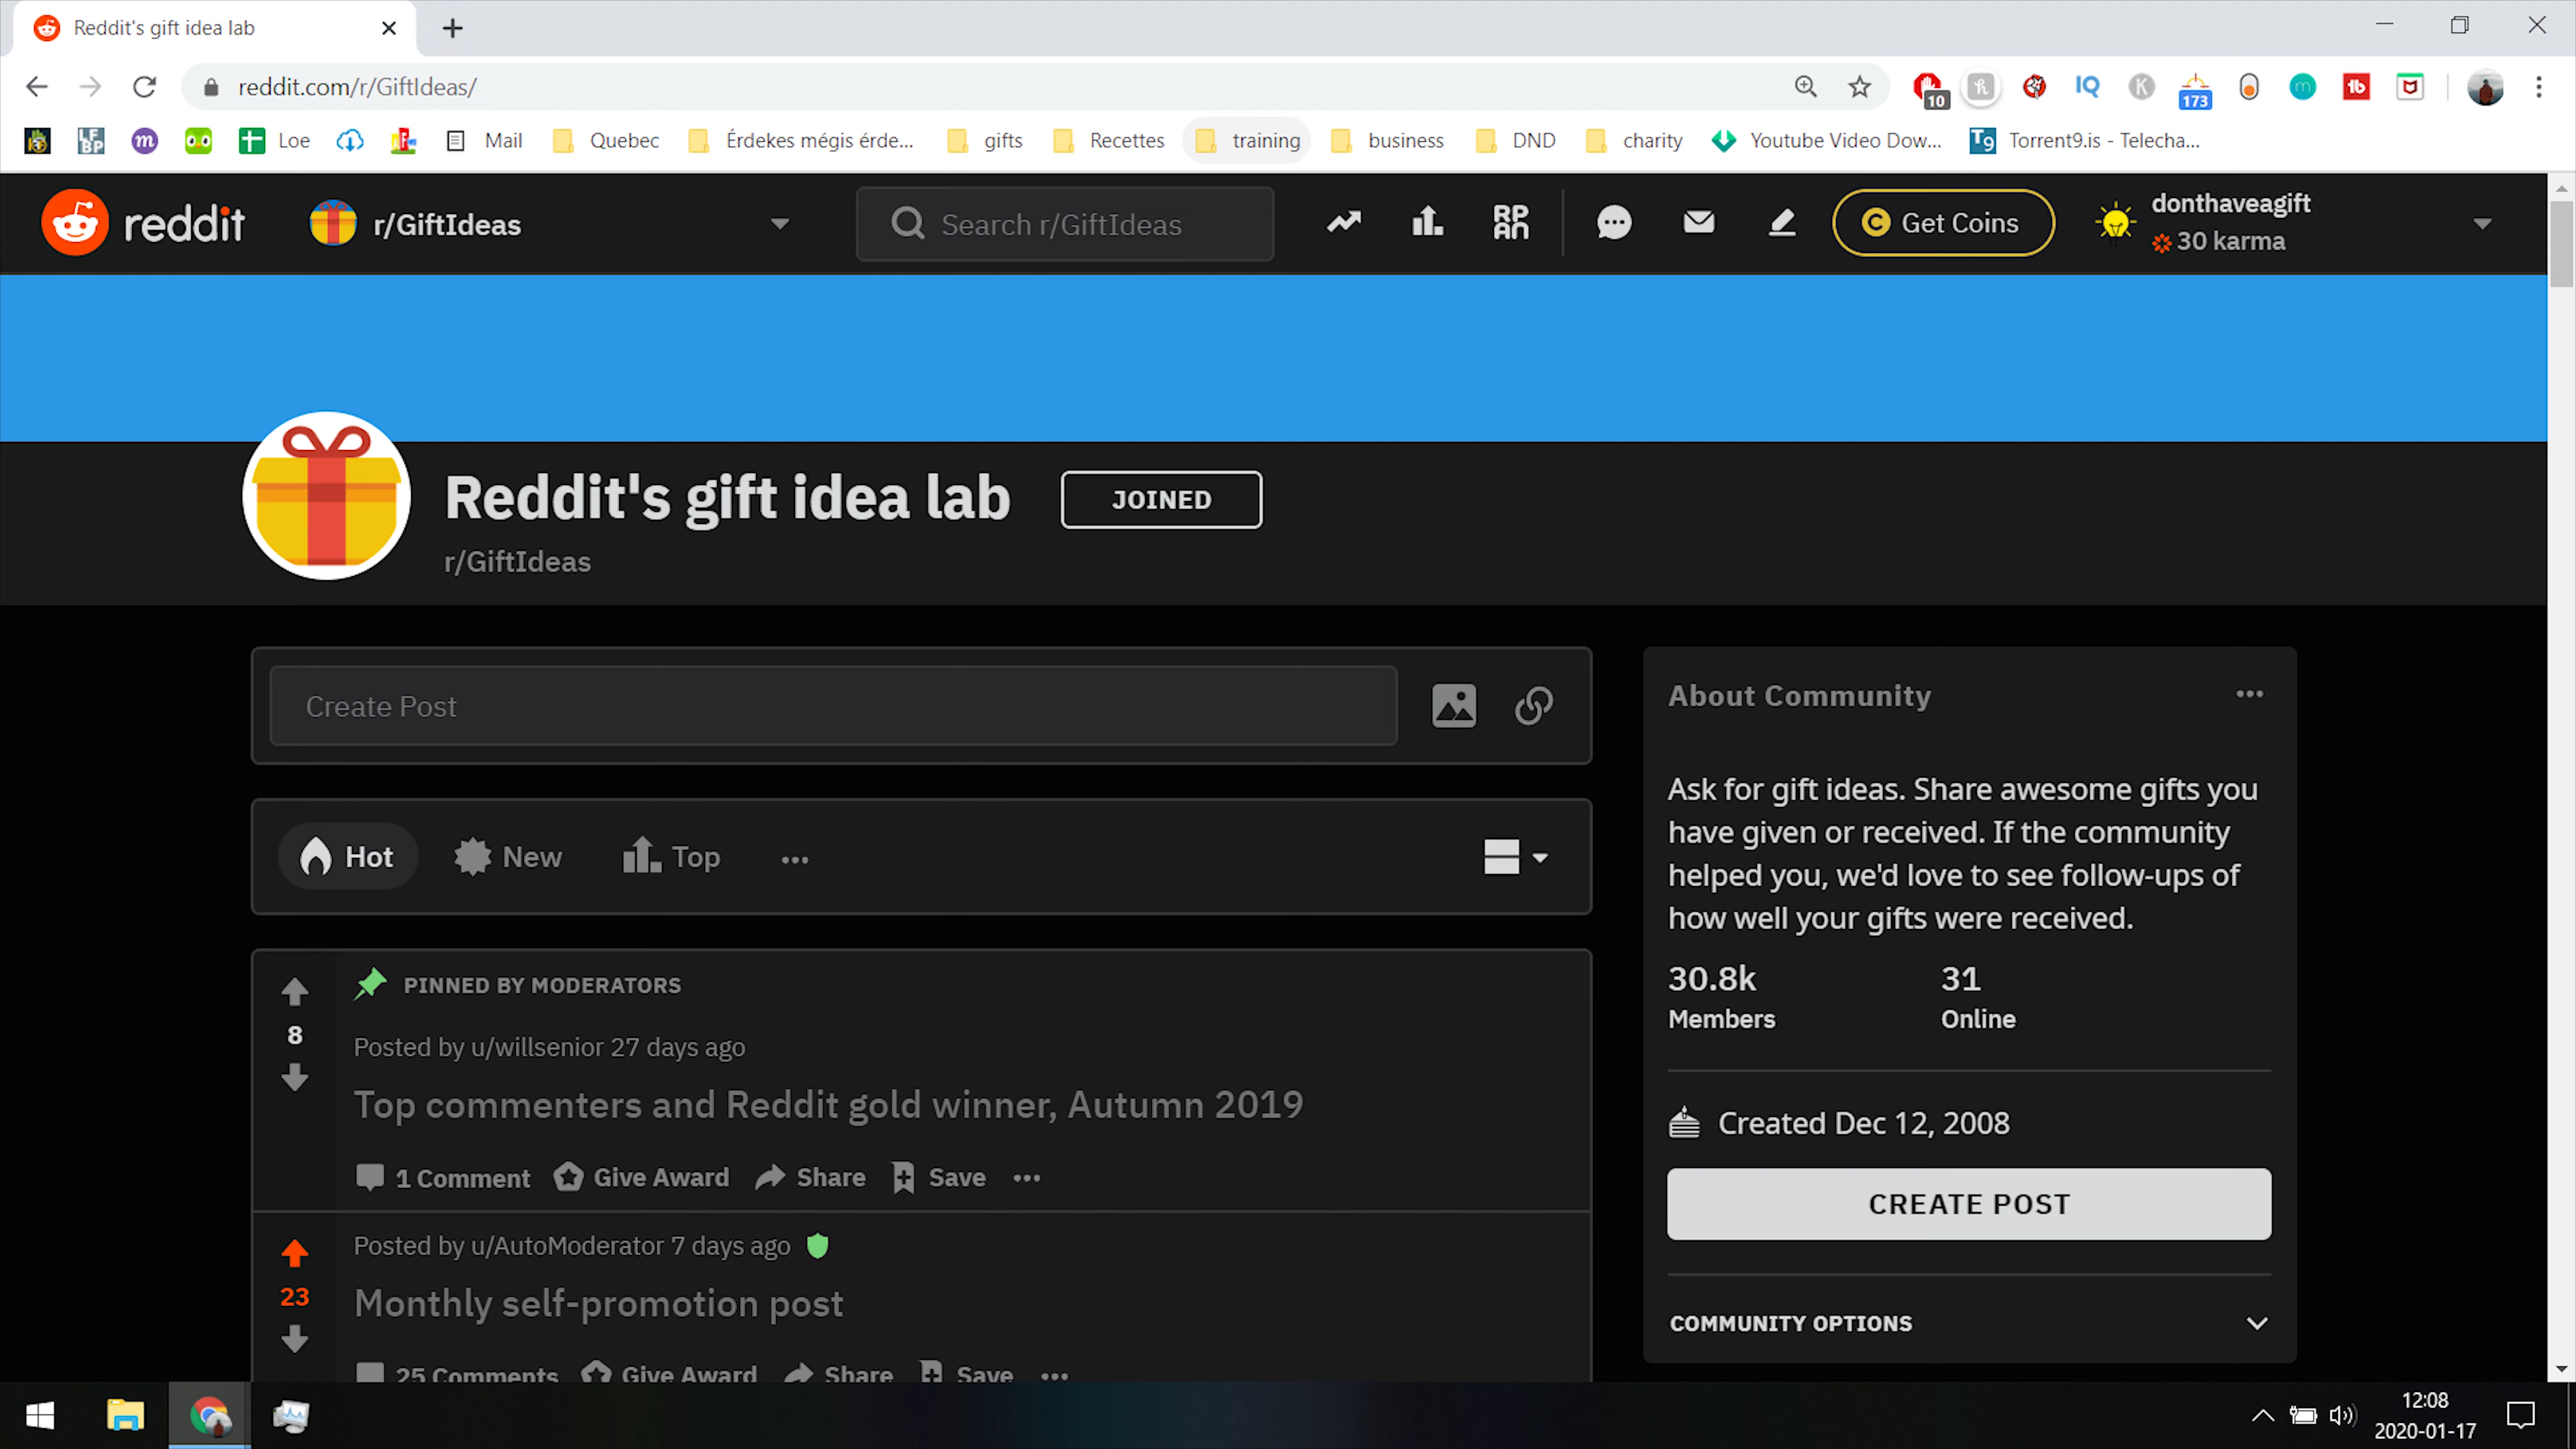 Reddit's gift idea lab
reddit.com/r/GiftIdeas/
10
IQ
K
173
m
tb
LF
BP
m
Loe
Mail
Quebec
Érdekes mégis érde...
gifts
Recettes
training
business
DND
charity
Youtube Video Dow...
T9
Torrent9.is - Telecha...
reddit
r/GiftIdeas
Search r/GiftIdeas
RP
AN
C Get Coins
donthaveagift
30 karma
Reddit's gift idea lab
JOINED
r/GiftIdeas
Create Post
Hot
New
Top
PINNED BY MODERATORS
8
Posted by u/willsenior 27 days ago
Top commenters and Reddit gold winner, Autumn 2019
1 Comment
Give Award
Share
Save
Posted by u/AutoModerator 7 days ago
23
Monthly self-promotion post
25 Comments
Give Award
Share
Save
About Community
Ask for gift ideas. Share awesome gifts you
have given or received. If the community
helped you, we'd love to see follow-ups of
how well your gifts were received.
30.8k
31
Members
Online
Created Dec 12, 2008
CREATE POST
COMMUNITY OPTIONS
12:08
2020-01-17